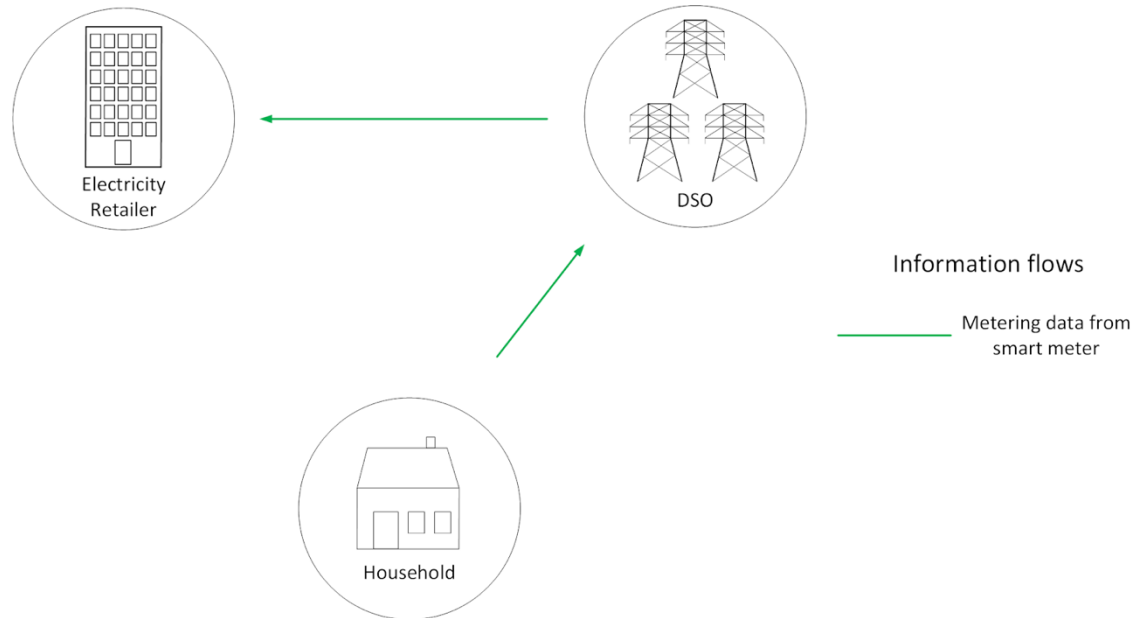 Electricity
Retailer
DSO
Information flows
Metering data from
smart meter
Household